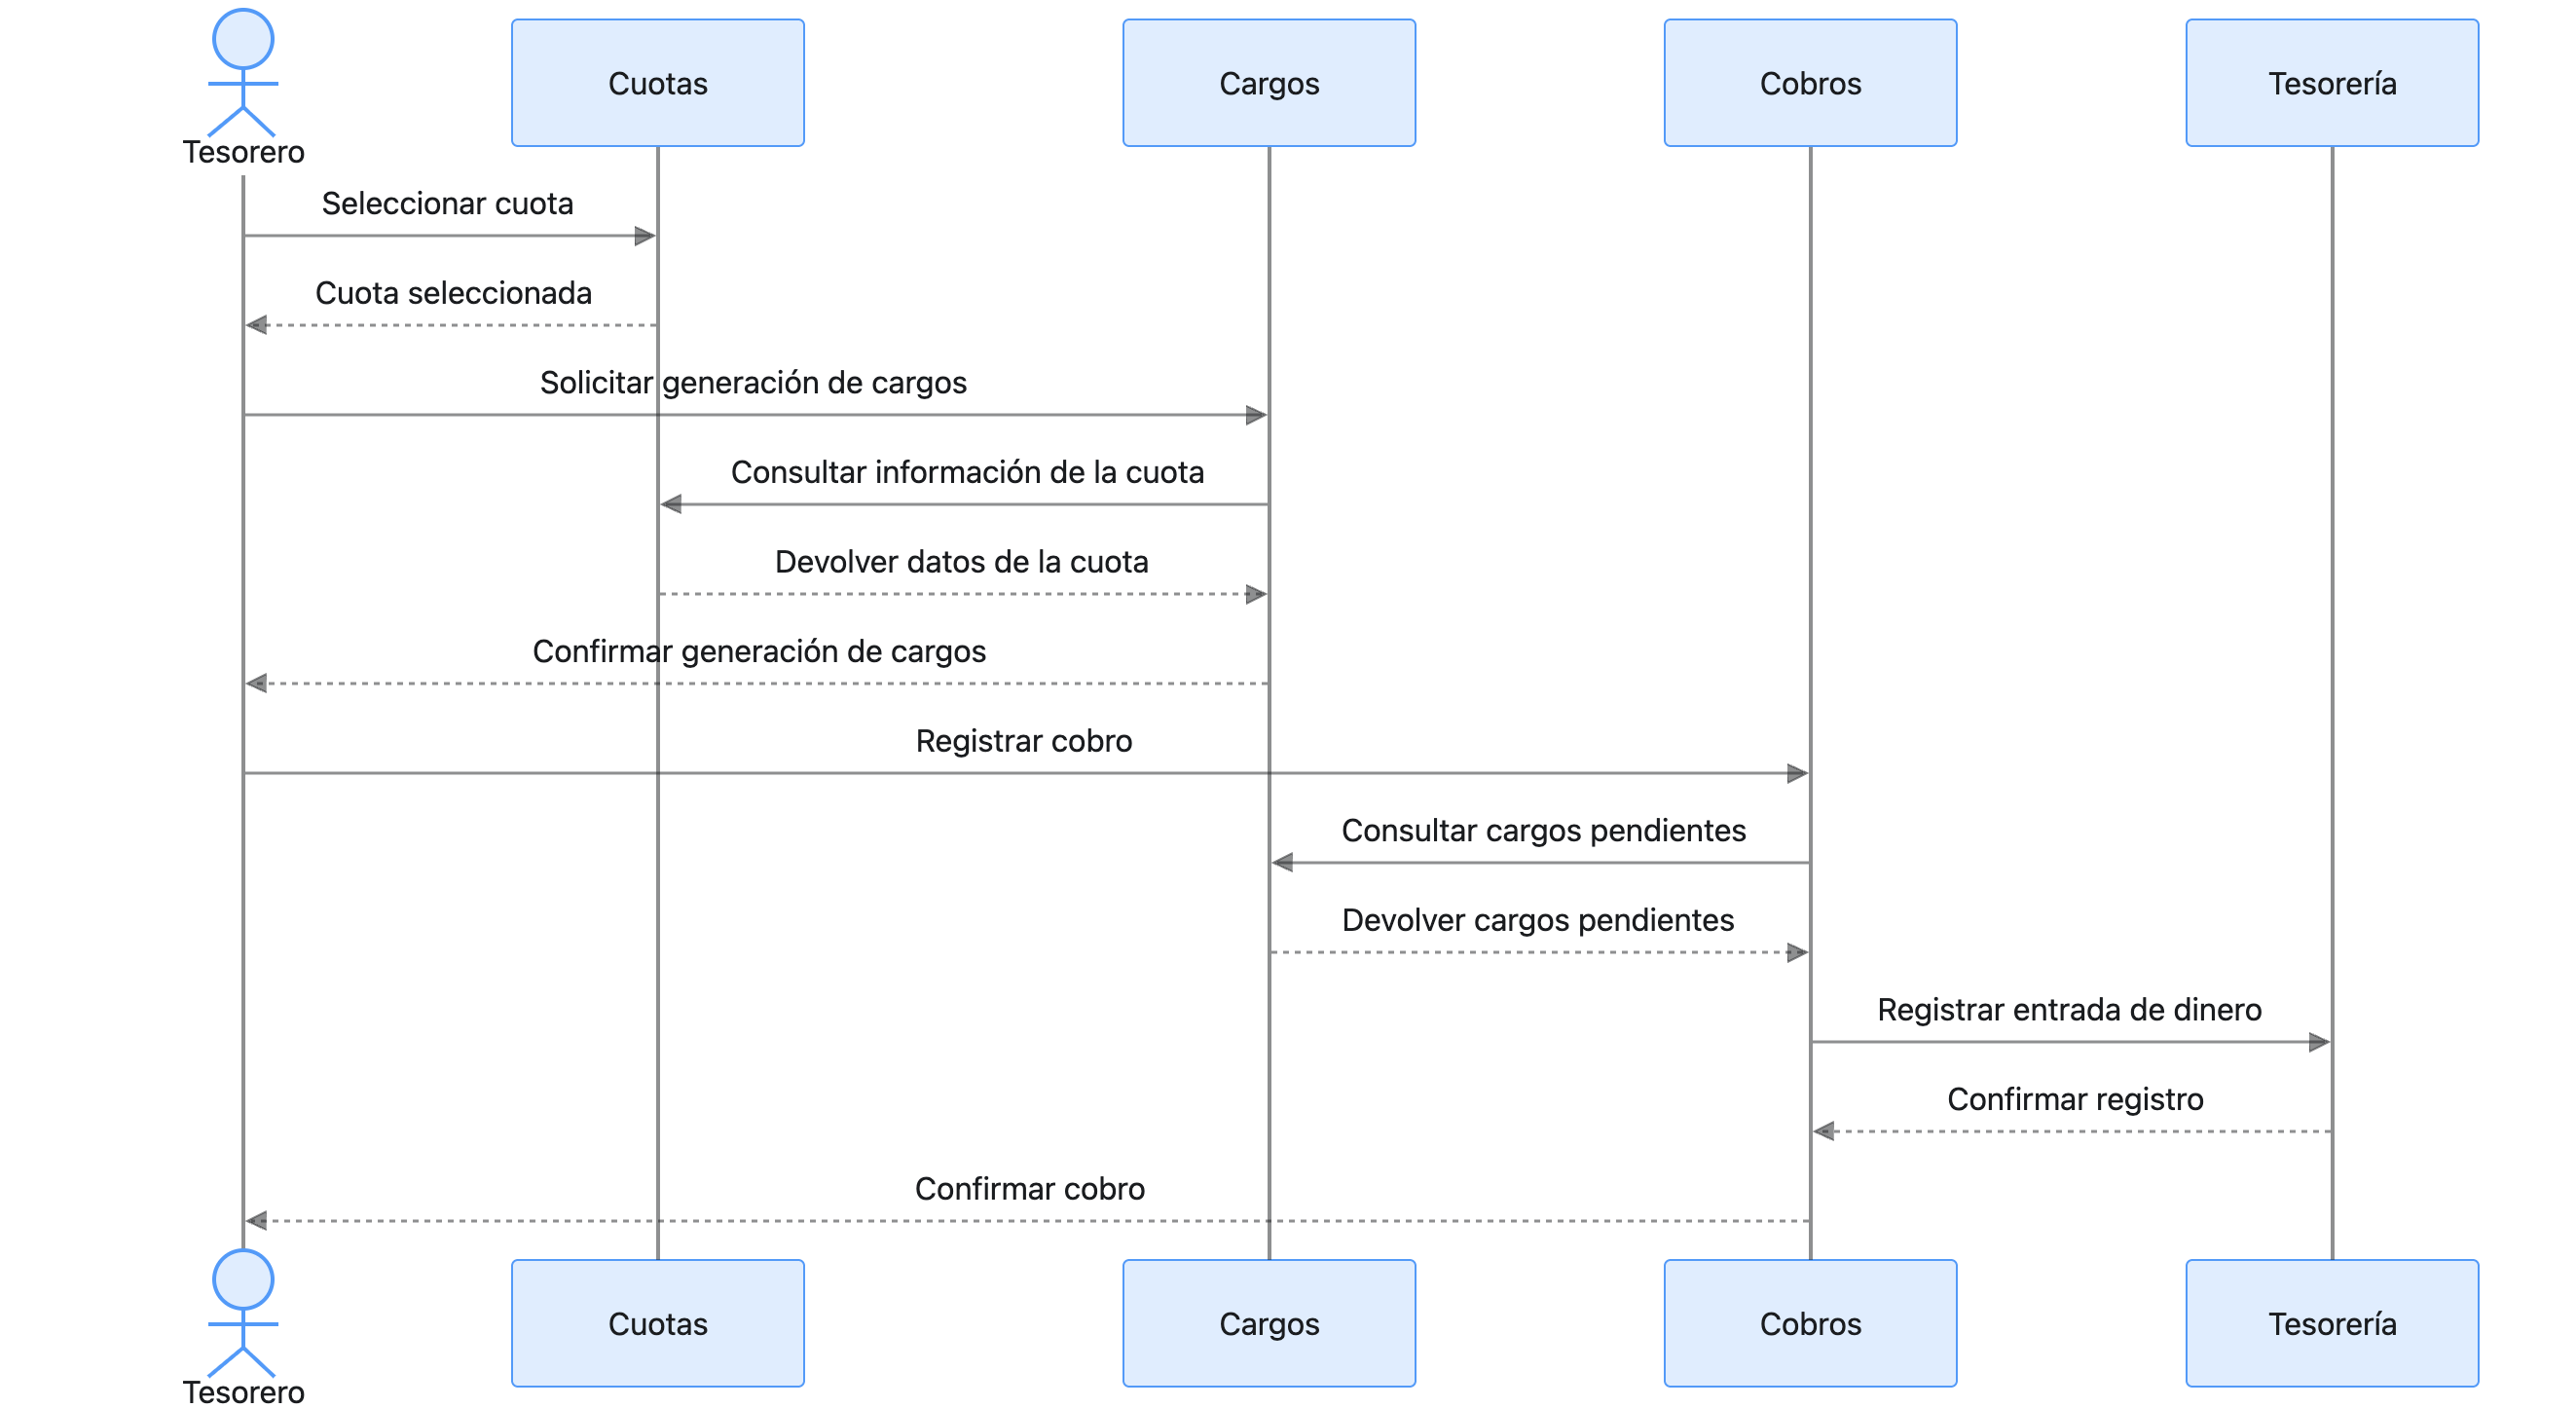 Tesorero
Cuotas
Cargos
Cobros
Tesorería
Seleccionar cuota
Cuota seleccionada
Solicitar generación de cargos
Consultar información de la cuota
Devolver datos de la cuota
Confirmar generación de cargos
Registrar cobro
Consultar cargos pendientes
Devolver cargos pendientes
Registrar entrada de dinero
Confirmar registro
Confirmar cobro
Tesorero
Cuotas
Cargos
Cobros
Tesorería